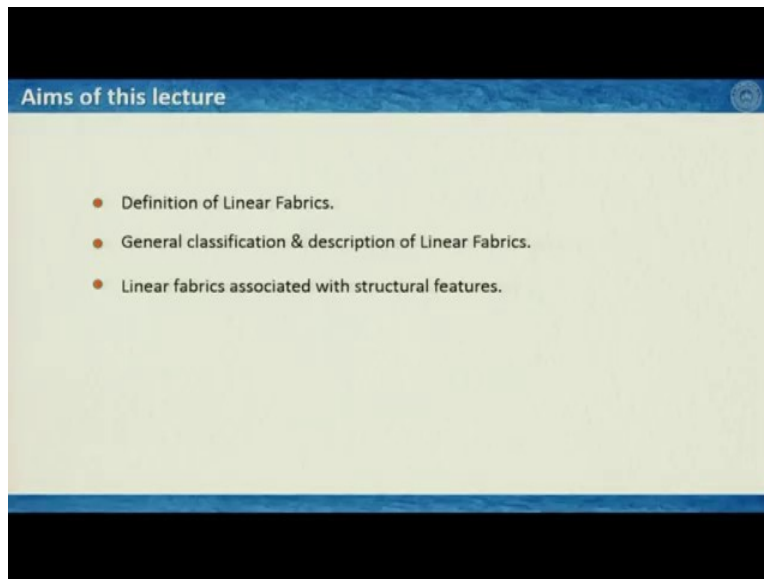 Aims of this lecture
Definition of Linear Fabrics.
General classification & description of Linear Fabrics.
Linear fabrics associated with structural features.